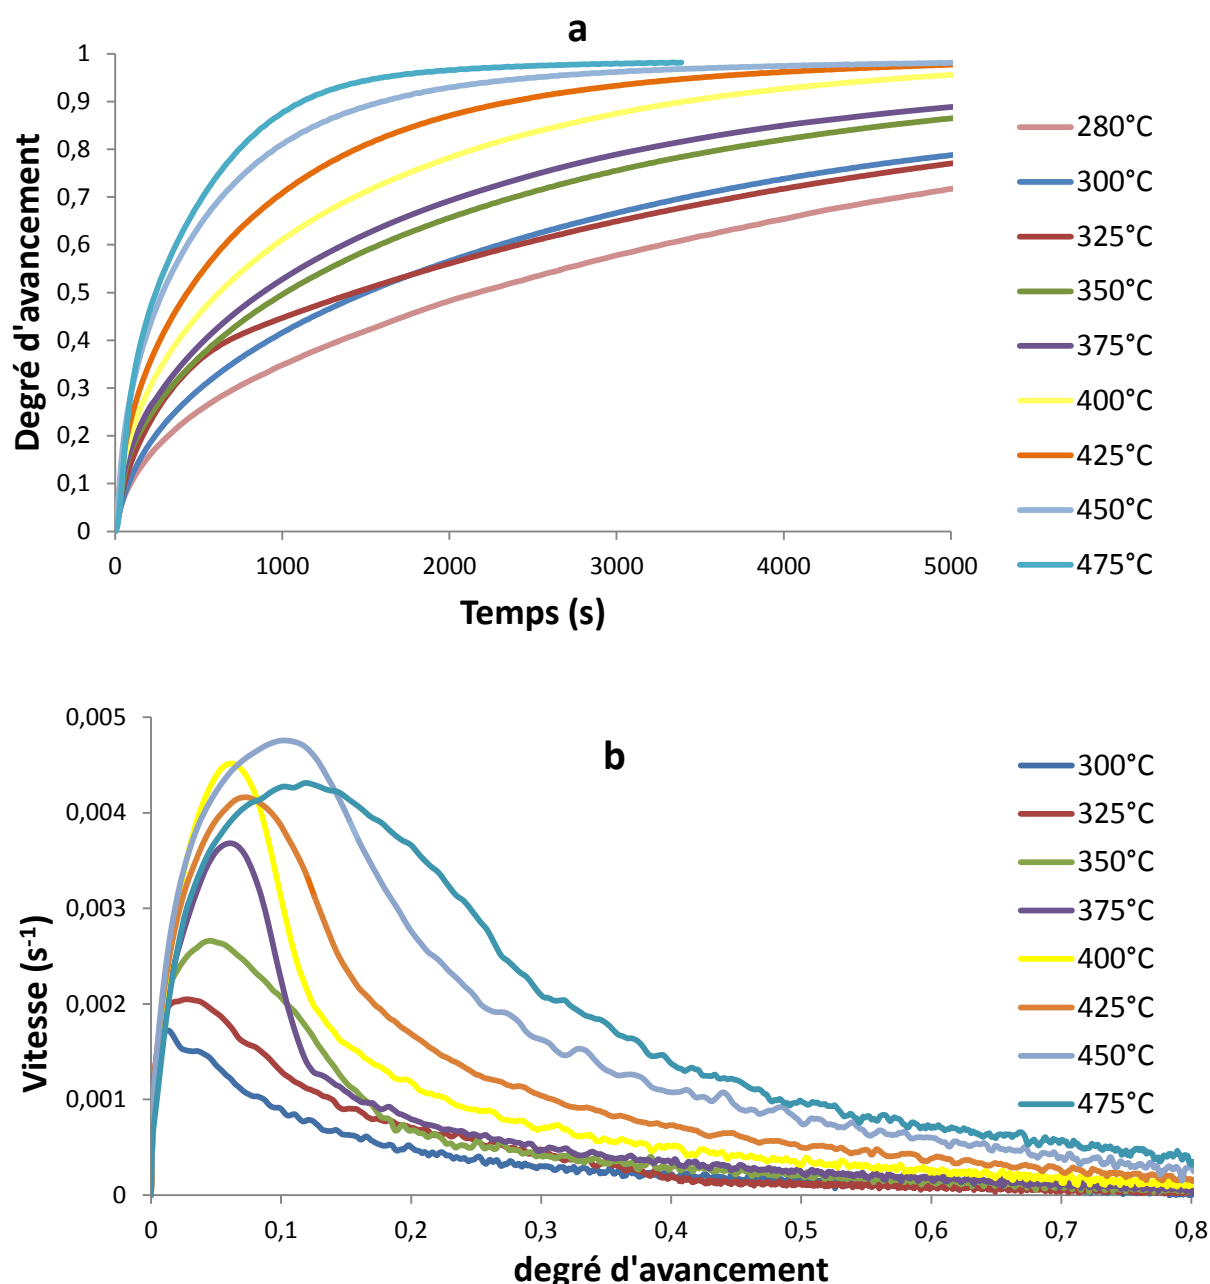 a
1
0,9
0,8
0,7
0,6
0,5
0,4
0,3
0,2
0,1
0
Degré d'avancement
0 1000 2000 3000 4000 5000
Temps (s)
280°C
300°C
325°C
350°C
375°C
400°C
425°C
450°C
475°C
b
0,005
0,004
0,003
0,002
0,001
0
Vitesse (s-1)
0 0,1 0,2 0,3 0,4 0,5 0,6 0,7 0,8
degré d'avancement
300°C
325°C
350°C
375°C
400°C
425°C
450°C
475°C